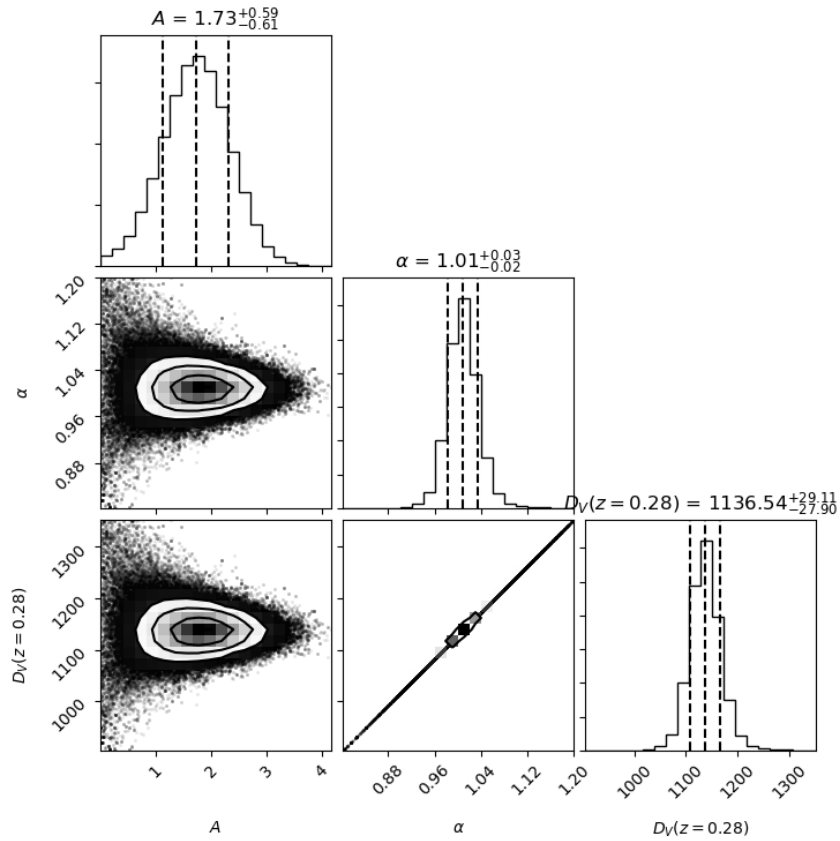 A = 1.73^{+0.59}_{-0.61}
α = 1.01^{+0.03}_{-0.02}
D_V(z = 0.28) = 1136.54^{+29.11}_{-27.90}
1.20
1.12
1.04
0.96
0.88
α
1300
1200
1100
1000
D_V(z = 0.28)
1 2 3 4
0.88 0.96 1.04 1.12 1.20
1000 1100 1200 1300
A
α
D_V(z = 0.28)